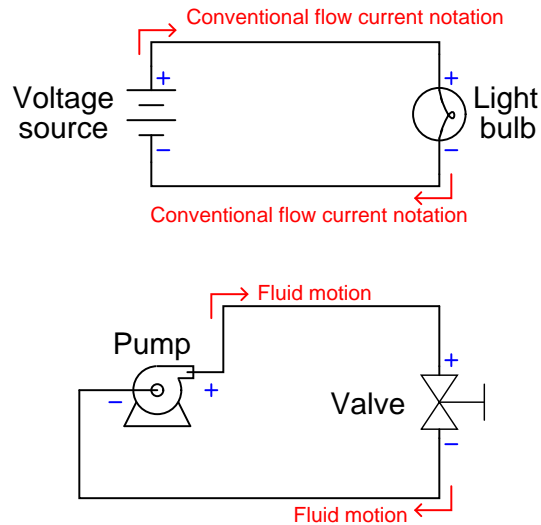 Conventional flow current notation
+
+
Voltage
source
Light
bulb
−
−
Conventional flow current notation
Fluid motion
Pump
+
−
+
Valve
−
Fluid motion